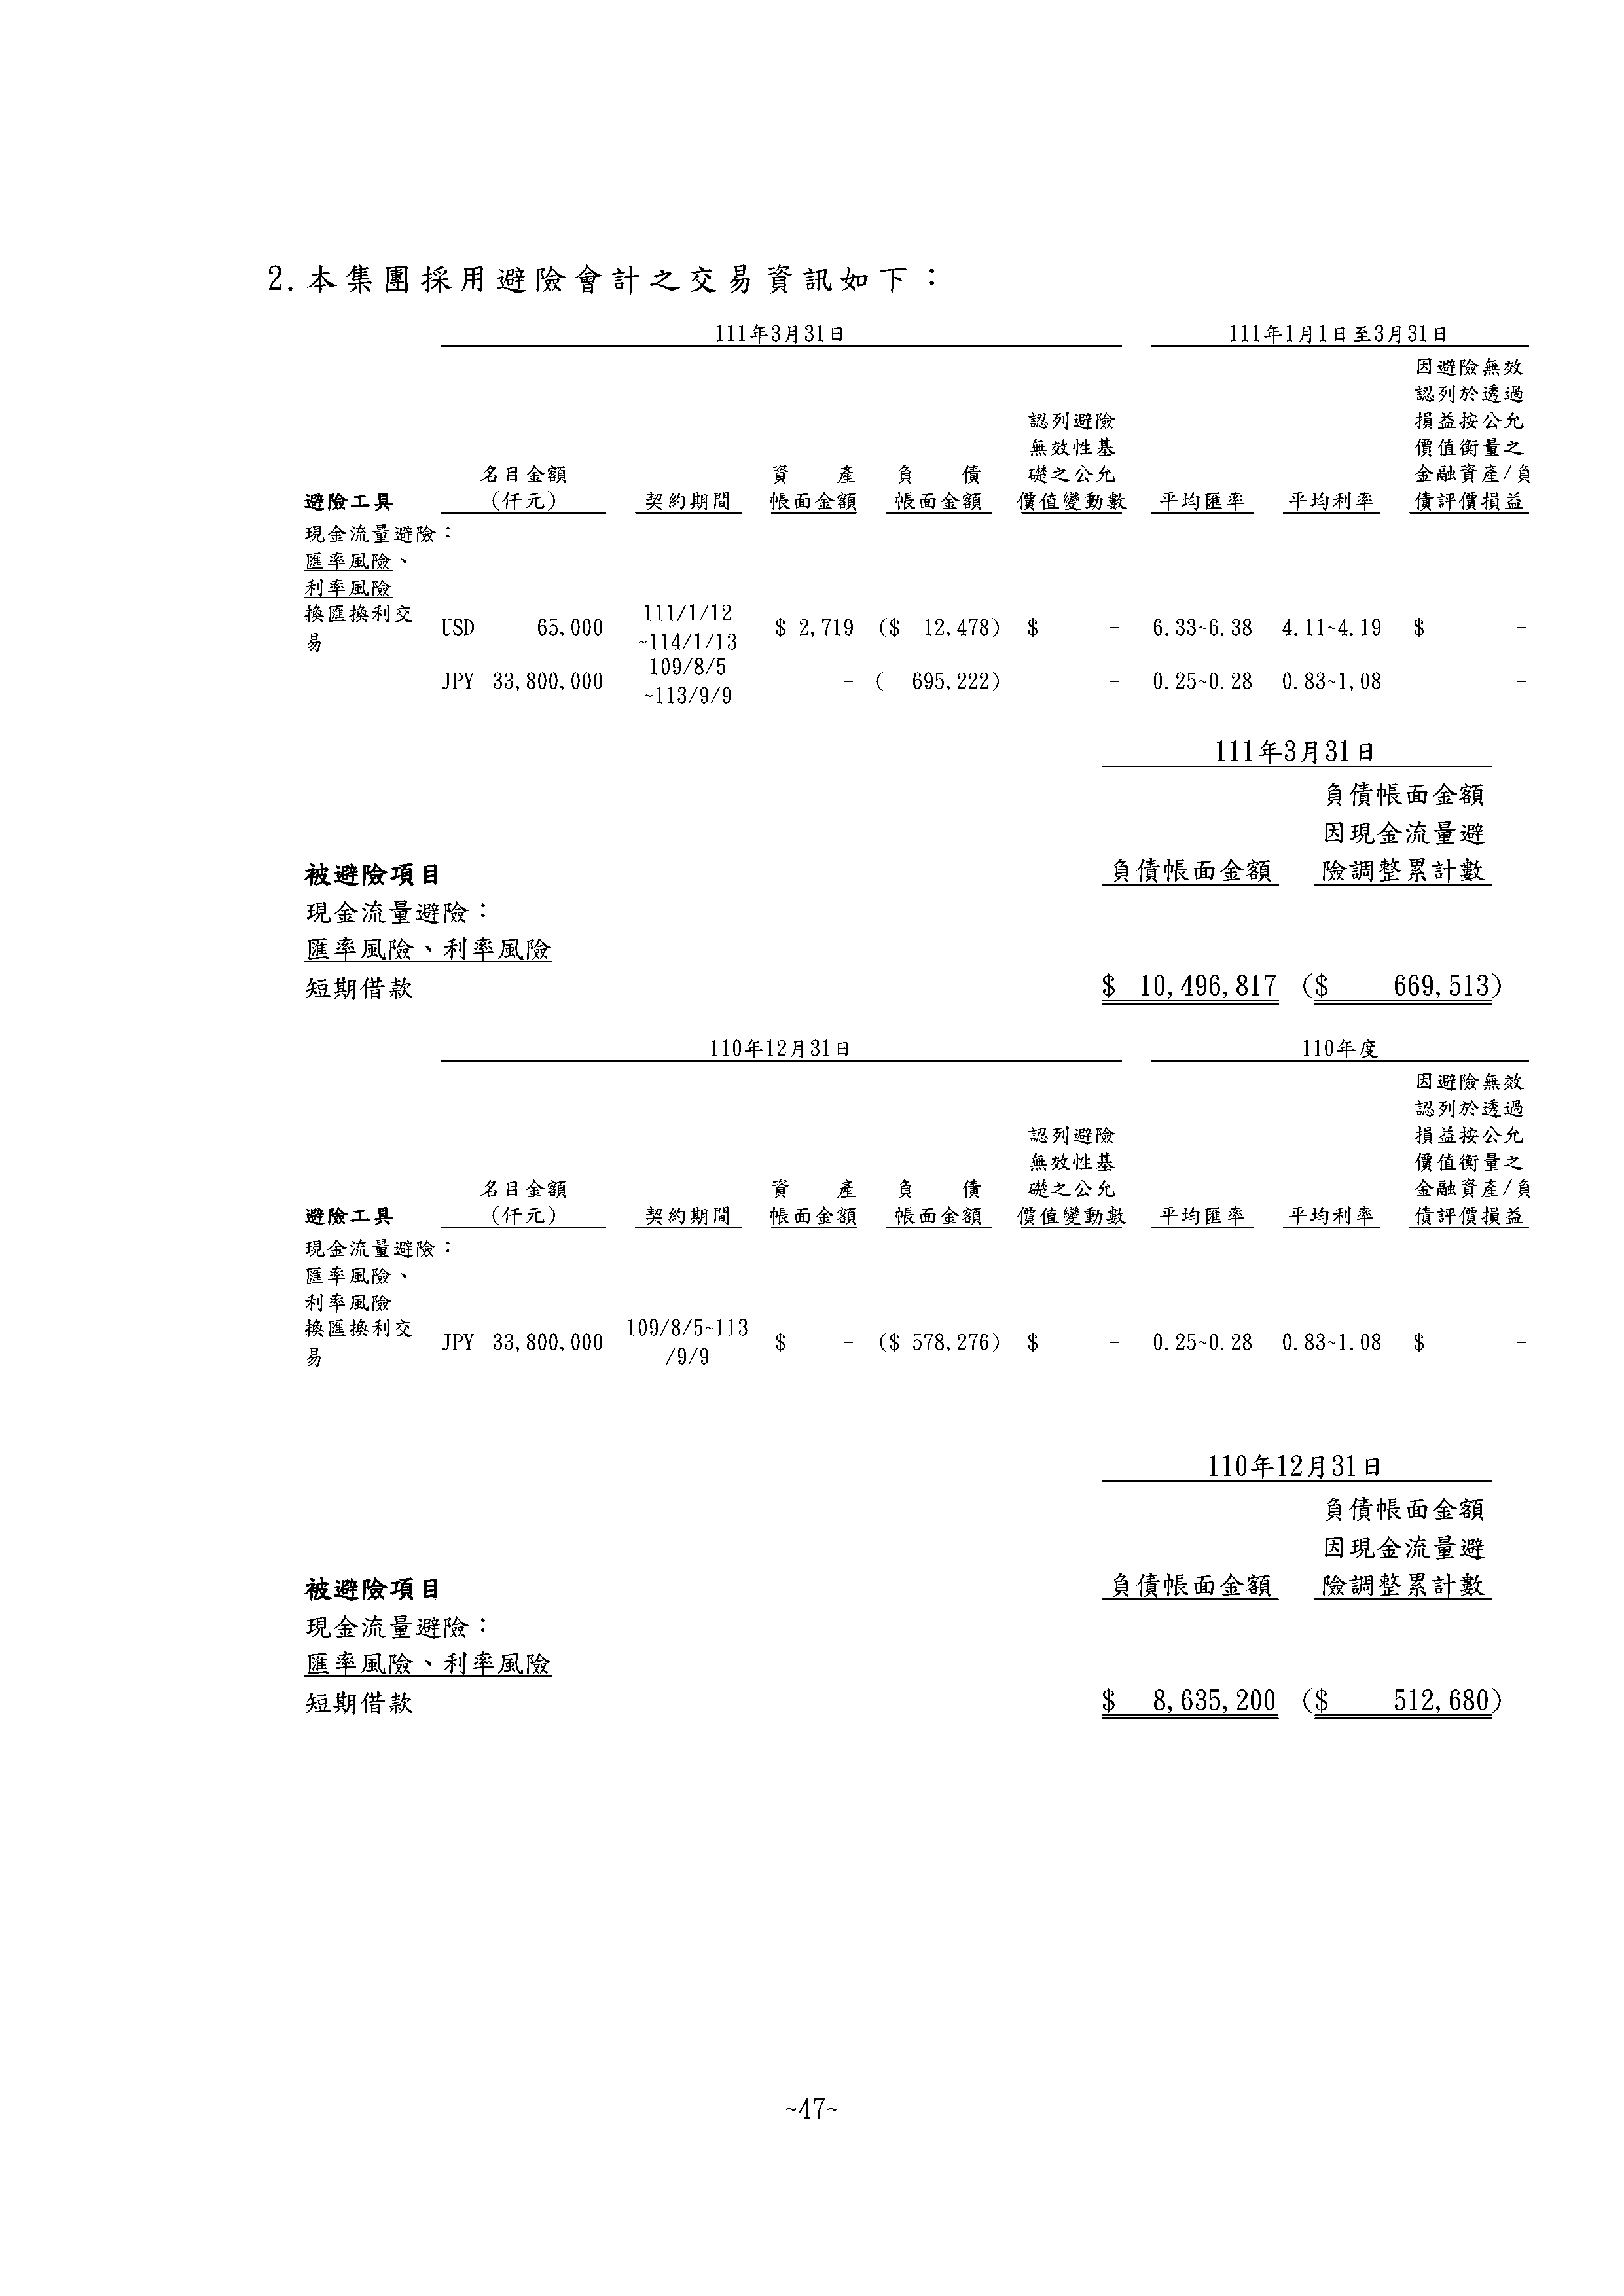 2.本集團採用避險會計之交易資訊如下：
111年3月31日 111年1月1日至3月31日
因避險無效
認列於透過
認列避險 損益按公允
無效性基 價值衡量之
名目金額 資 產 負 債 礎之公允 金融資產/負
避險工具 (仟元) 契約期間 帳面金額 帳面金額 價值變動數 平均匯率 平均利率 債評價損益
現金流量避險：
匯率風險、
利率風險
換匯換利交 111/1/12
易 USD 65,000 ~114/1/13 $ 2,719 ($ 12,478) $ - 6.33~6.38 4.11~4.19 $ -
109/8/5
JPY 33,800,000 ~113/9/9 - ( 695,222) - 0.25~0.28 0.83~1,08 -
111年3月31日
負債帳面金額
因現金流量避
被避險項目 負債帳面金額 險調整累計數
現金流量避險：
匯率風險、利率風險
短期借款 $ 10,496,817 ($ 669,513)
110年12月31日 110年度
因避險無效
認列於透過
認列避險 損益按公允
無效性基 價值衡量之
名目金額 資 產 負 債 礎之公允 金融資產/負
避險工具 (仟元) 契約期間 帳面金額 帳面金額 價值變動數 平均匯率 平均利率 債評價損益
現金流量避險：
匯率風險、
利率風險
換匯換利交 109/8/5~113
易 JPY 33,800,000 /9/9 $ - ($ 578,276) $ - 0.25~0.28 0.83~1.08 $ -
110年12月31日
負債帳面金額
因現金流量避
被避險項目 負債帳面金額 險調整累計數
現金流量避險：
匯率風險、利率風險
短期借款 $ 8,635,200 ($ 512,680)
~47~